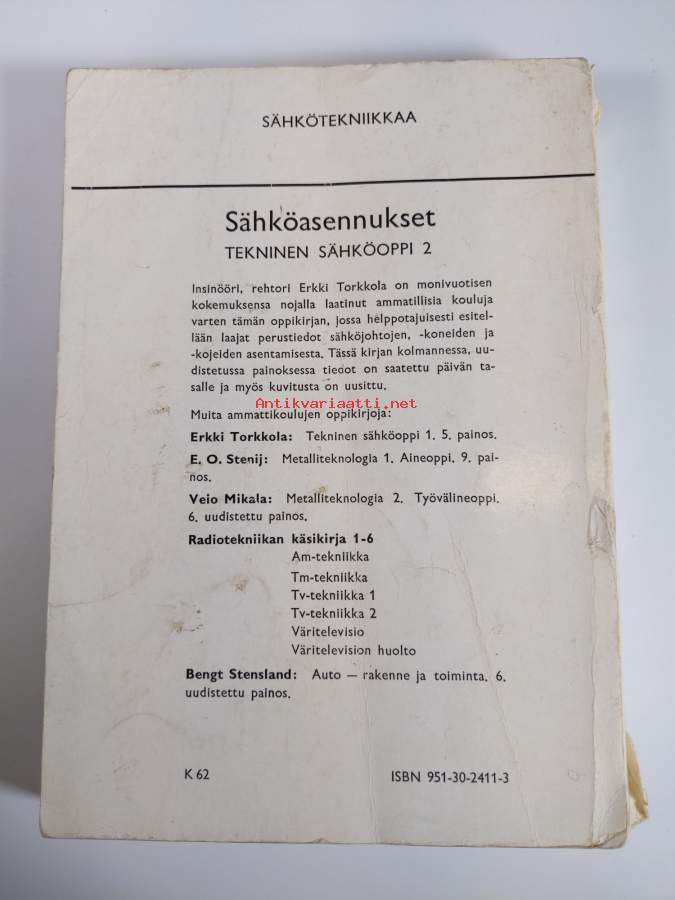 SÄHKÖTEKNIIKKAA
Sähköasennukset
TEKNINEN SÄHKÖOPPI 2
Insinööri, rehtori Erkki Torkkola on monivuotisen
kokemuksensa nojalla laatinut ammatillisia kouluja
varten tämän oppikirjan, jossa helppotajuisesti esitel-
lään laajat perustiedot sähköjohtojen, -koneiden ja
-kojeiden asentamisesta. Tässä kirjan kolmannessa, uu-
distetussa painoksessa tiedot on saatettu päivän ta-
salle ja myös kuvitusta on uusittu.
Antikvariaatti.net
Muita ammattikoulujen oppikirjoja:
Erkki Torkkola: Tekninen sähköoppi 1. 5. painos.
E. O. Stenij: Metalliteknologia 1. Aineoppi. 9. pai-
nos.
Veio Mikala: Metalliteknologia 2. Työvälineoppi.
6. uudistettu painos.
Radiotekniikan käsikirja 1-6
Am-tekniikka
Tm-tekniikka
Tv-tekniikka 1
Tv-tekniikka 2
Väritelevisio
Väritelevision huolto
Bengt Stensland: Auto — rakenne ja toiminta. 6.
uudistettu painos.
K 62
ISBN 951-30-2411-3